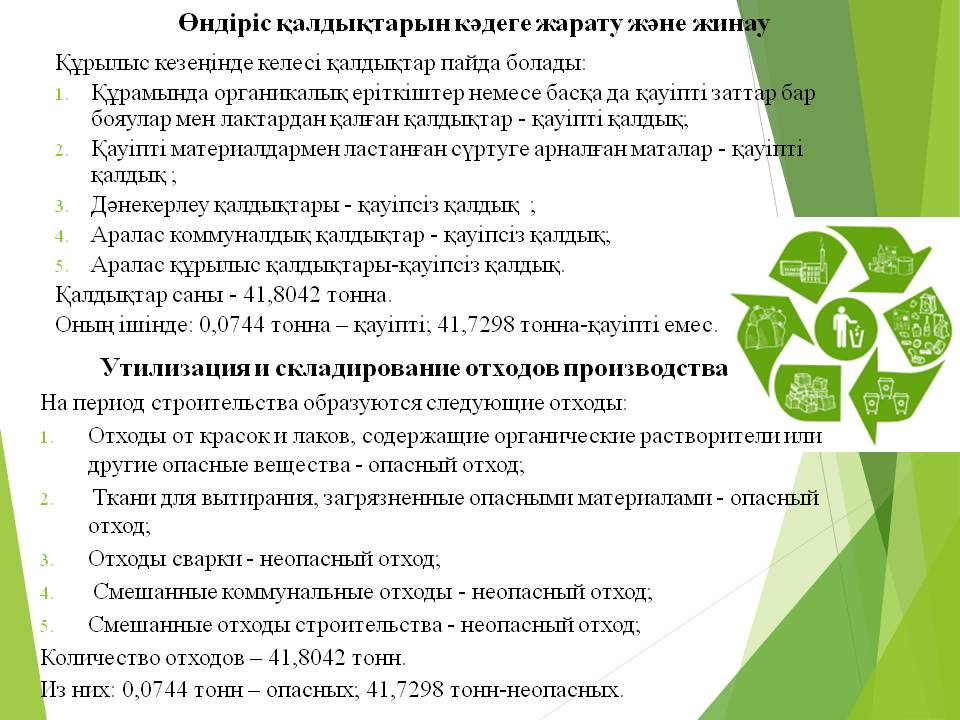 Өндіріс қалдықтарын кәдеге жарату және жинау
Құрылыс кезеңінде келесі қалдықтар пайда болады:
1. Құрамында органикалық еріткіштер немесе басқа да қауіпті заттар бар
бояулар мен лактардан қалған қалдықтар - қауіпті қалдық;
2. Қауіпті материалдармен ластанған сүртуге арналған маталар - қауіпті
қалдық ;
3. Дәнекерлеу қалдықтары - қауіпсіз қалдық  ;
4. Аралас коммуналдық қалдықтар - қауіпсіз қалдық;
5. Аралас құрылыс қалдықтары-қауіпсіз қалдық.
Қалдықтар саны - 41,8042 тонна.
Оның ішінде: 0,0744 тонна – қауіпті; 41,7298 тонна-қауіпті емес.
Утилизация и складирование отходов производства
На период строительства образуются следующие отходы:
1. Отходы от красок и лаков, содержащие органические растворители или
другие опасные вещества - опасный отход;
2. Ткани для вытирания, загрязненные опасными материалами - опасный
отход;
3. Отходы сварки - неопасный отход;
4. Смешанные коммунальные отходы - неопасный отход;
5. Смешанные отходы строительства - неопасный отход;
Количество отходов – 41,8042 тонн.
Из них: 0,0744 тонн – опасных; 41,7298 тонн-неопасных.